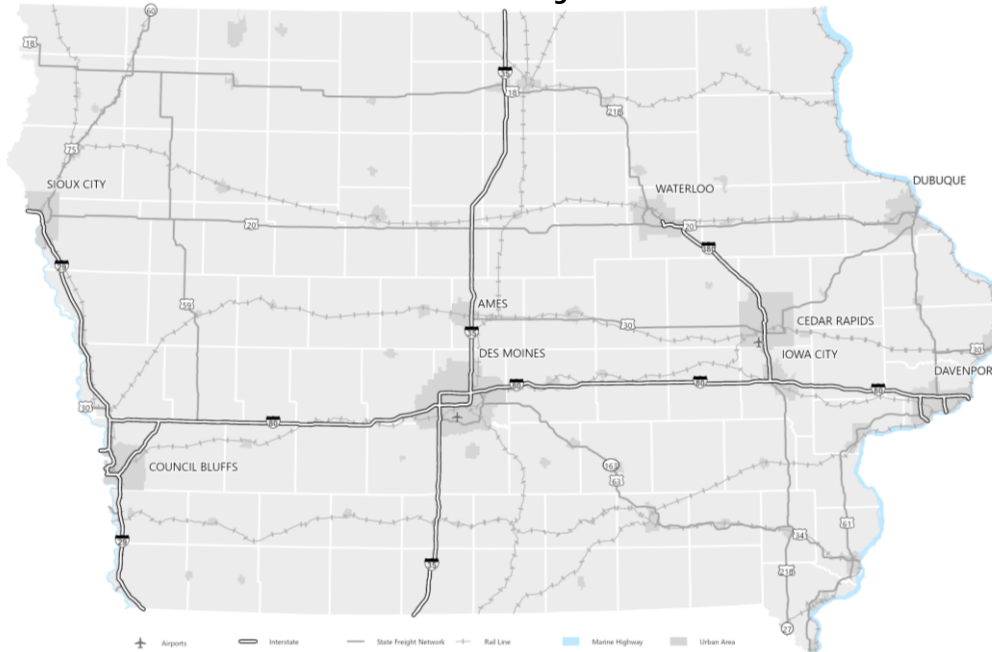 60
18
35
18
218
75
SIOUX CITY
WATERLOO
DUBUQUE
20
20
380
29
59
AMES
30
35
CEDAR RAPIDS
DES MOINES
IOWA CITY
30
DAVENPOR
80
80
80
30
80
COUNCIL BLUFFS
163
63
61
34
29
35
218
27
Airports
Interstate
State Freight Network
Rail Line
Marine Highway
Urban Area